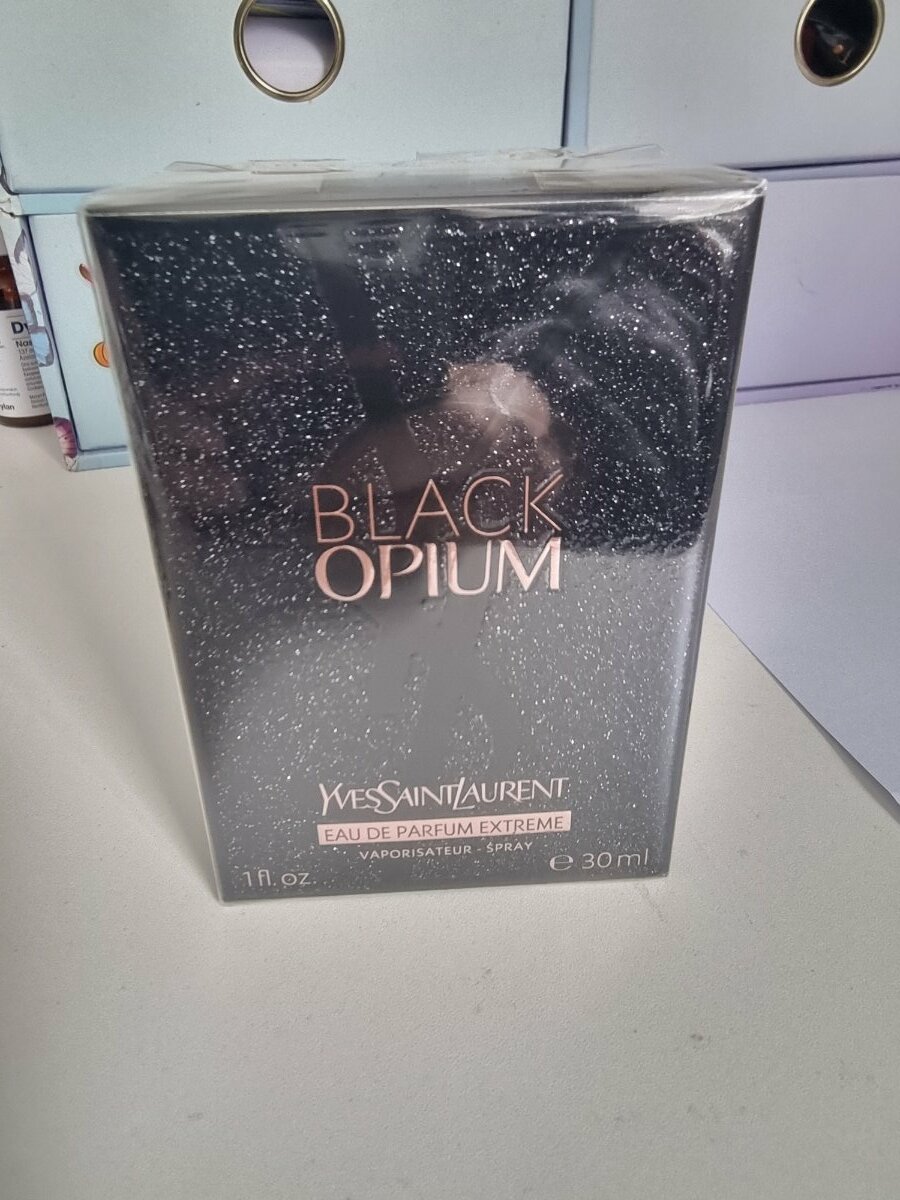 BLACK
OPIUM
YVESSAINTLAURENT
EAU DE PARFUM EXTREME
VAPORISATEUR - SPRAY
1 fl. oz. ℮ 30 ml